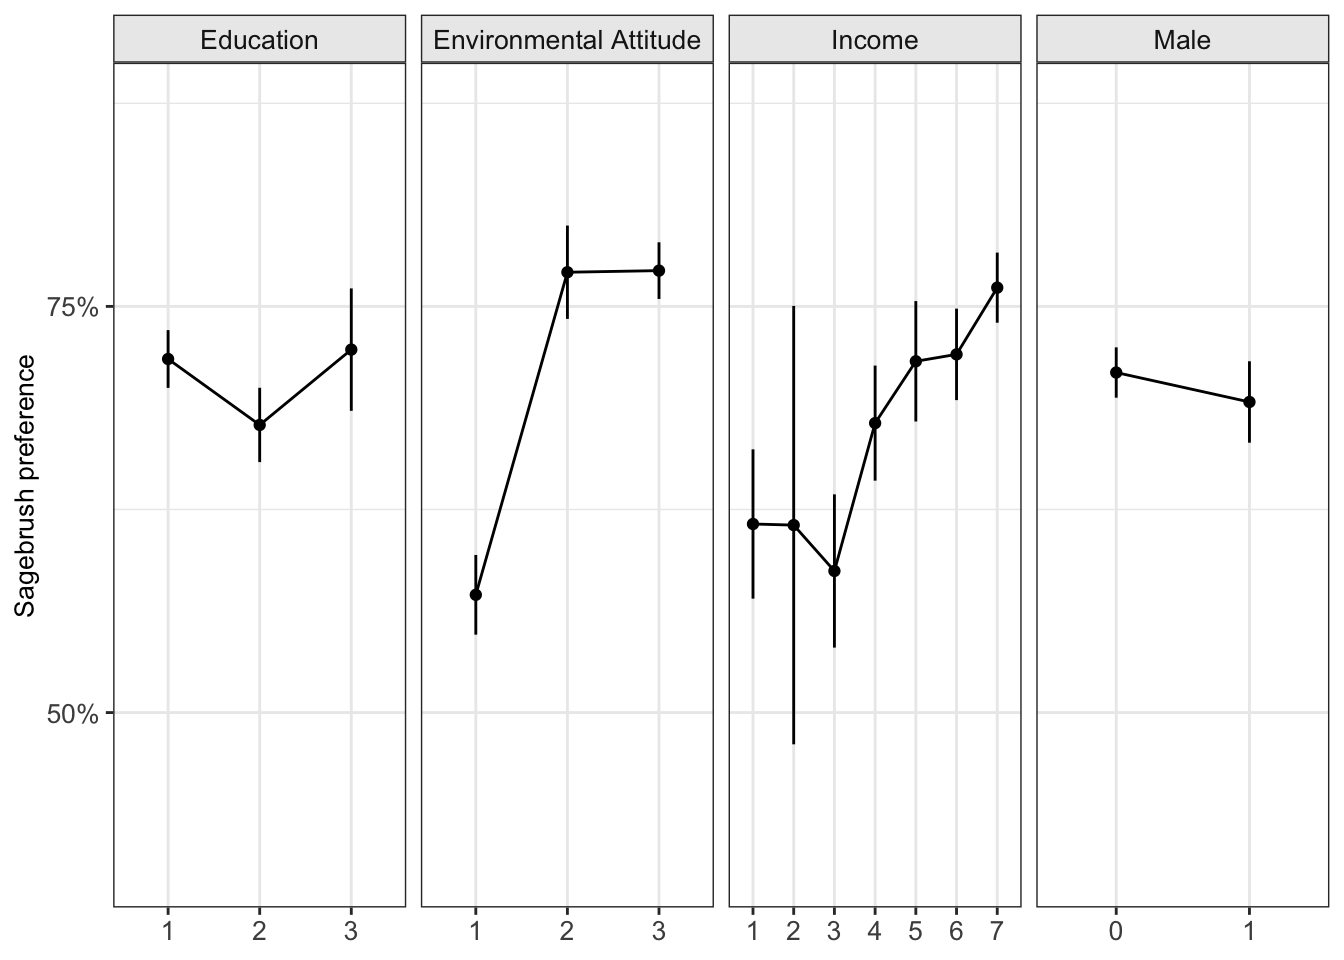 Education
Environmental Attitude
Income
Male
Sagebrush preference
75%
50%
1 2 3
1 2 3
1 2 3 4 5 6 7
0 1